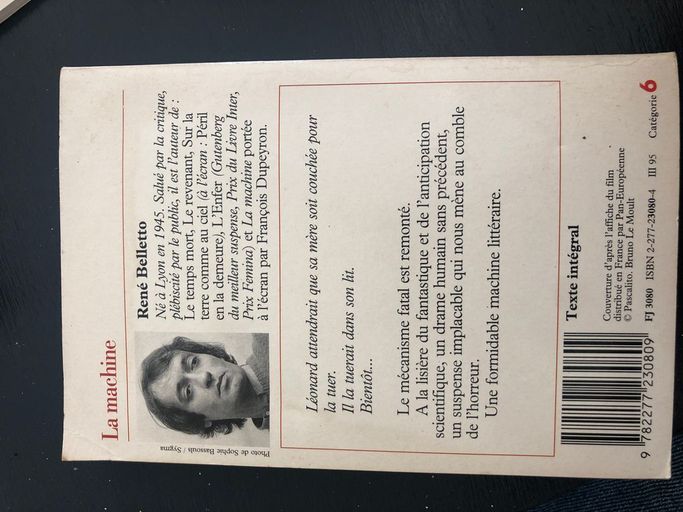 La machine
Photo de Sophie Bassouls / Sygma
René Belletto
Né à Lyon en 1945. Salué par la critique,
plébiscité par le public, il est l'auteur de :
Le temps mort, Le revenant, Sur la
terre comme au ciel (à l'écran : Péril
en la demeure), L'Enfer (Gutenberg
du meilleur suspense, Prix du Livre Inter,
Prix Femina) et La machine portée
à l'écran par François Dupeyron.
Léonard attendrait que sa mère soit couchée pour
la tuer.
Il la tuerait dans son lit.
Bientôt...
Le mécanisme fatal est remonté.
A la lisière du fantastique et de l'anticipation
scientifique, un drame humain sans précédent,
un suspense implacable qui nous mène au comble
de l'horreur.
Une formidable machine littéraire.
9 782277 230809
Texte intégral
Couverture d'après l'affiche du film
distribué en France par Pan-Européenne
© Pascalito. Bruno Le Moult
FJ 3080 ISBN 2-277-23080-4 III 95 Catégorie 6